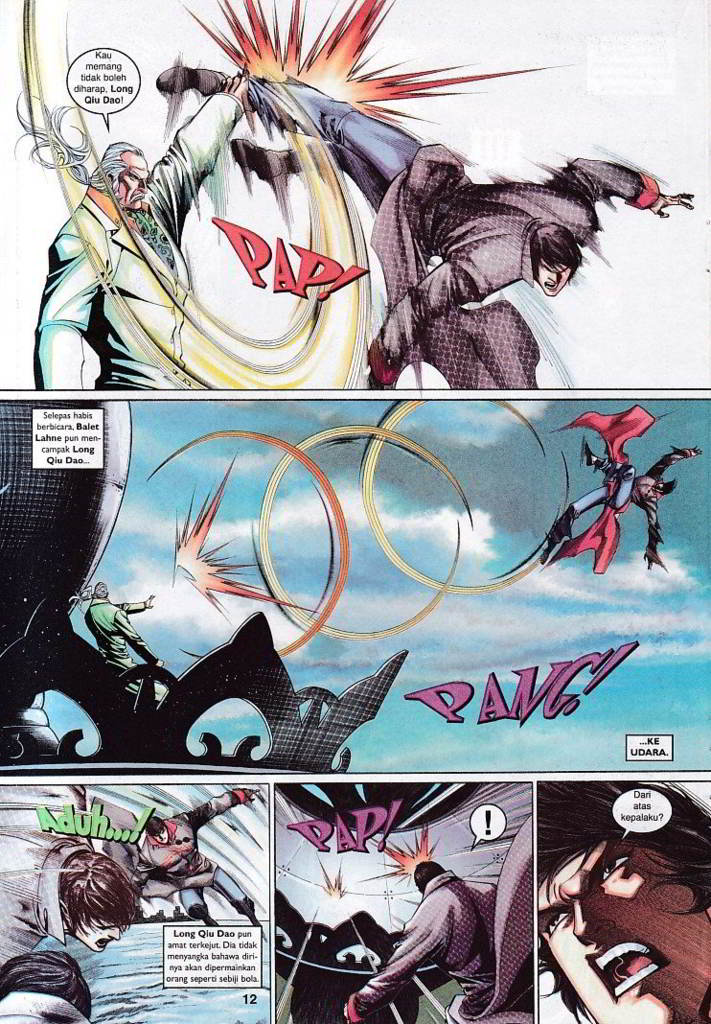 Kau
memang
tidak boleh
diharap, Long
Qiu Dao!
PAP!
Selepas habis
berbicara, Balet
Lahne pun men-
campak Long
Qiu Dao...
PANG!
...KE
UDARA.
Aduh...!
Long Qiu Dao pun
amat terkejut. Dia tidak
menyangka bahawa diri-
nya akan dipermainkan
orang seperti sebiji bola.
12
PAP!
!
Dari
atas
kepalaku?